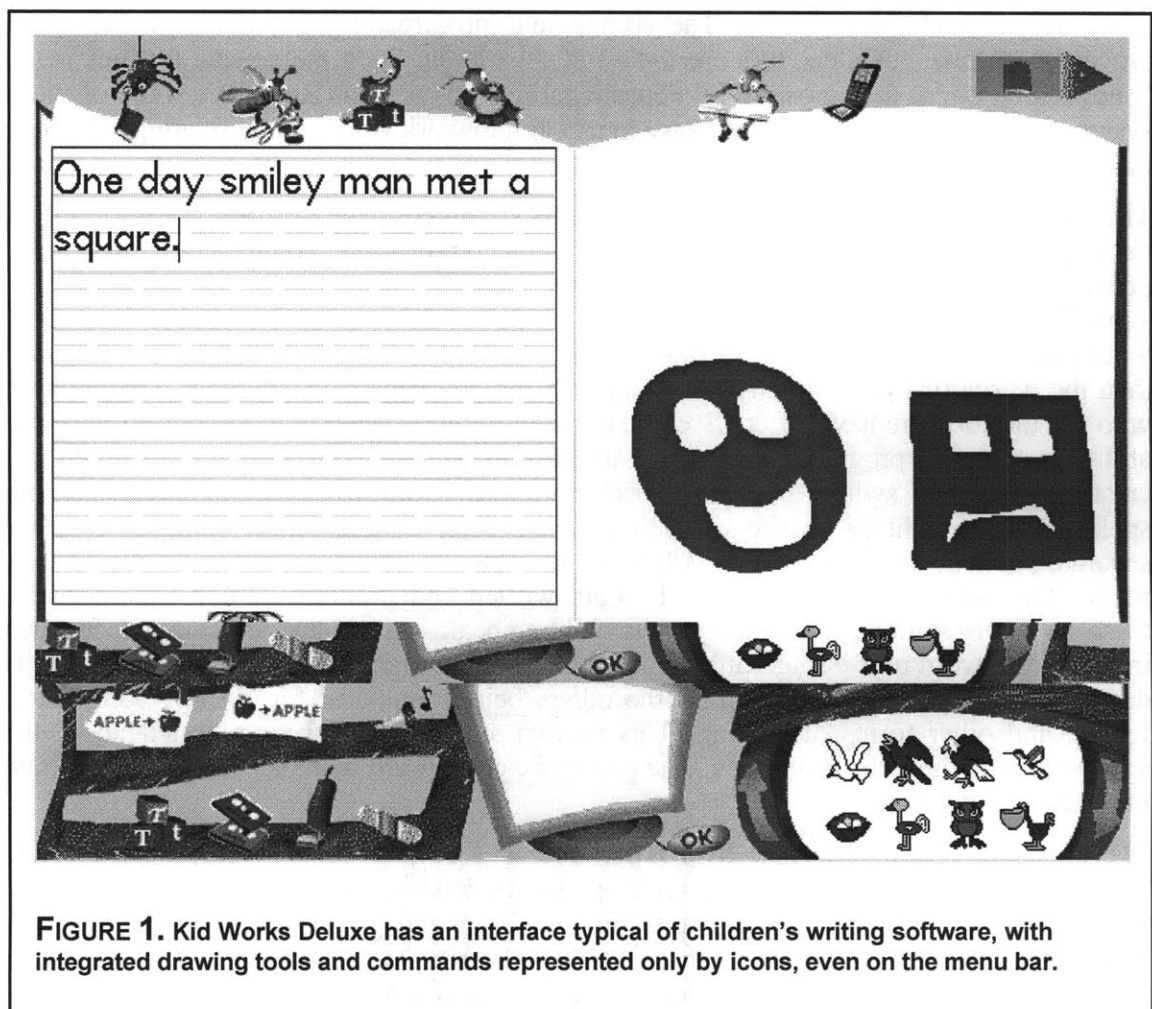 One day smiley man met a
square.
T
T T t
OK
APPLE→ →APPLE
T T t
OK
FIGURE 1. Kid Works Deluxe has an interface typical of children's writing software, with
integrated drawing tools and commands represented only by icons, even on the menu bar.